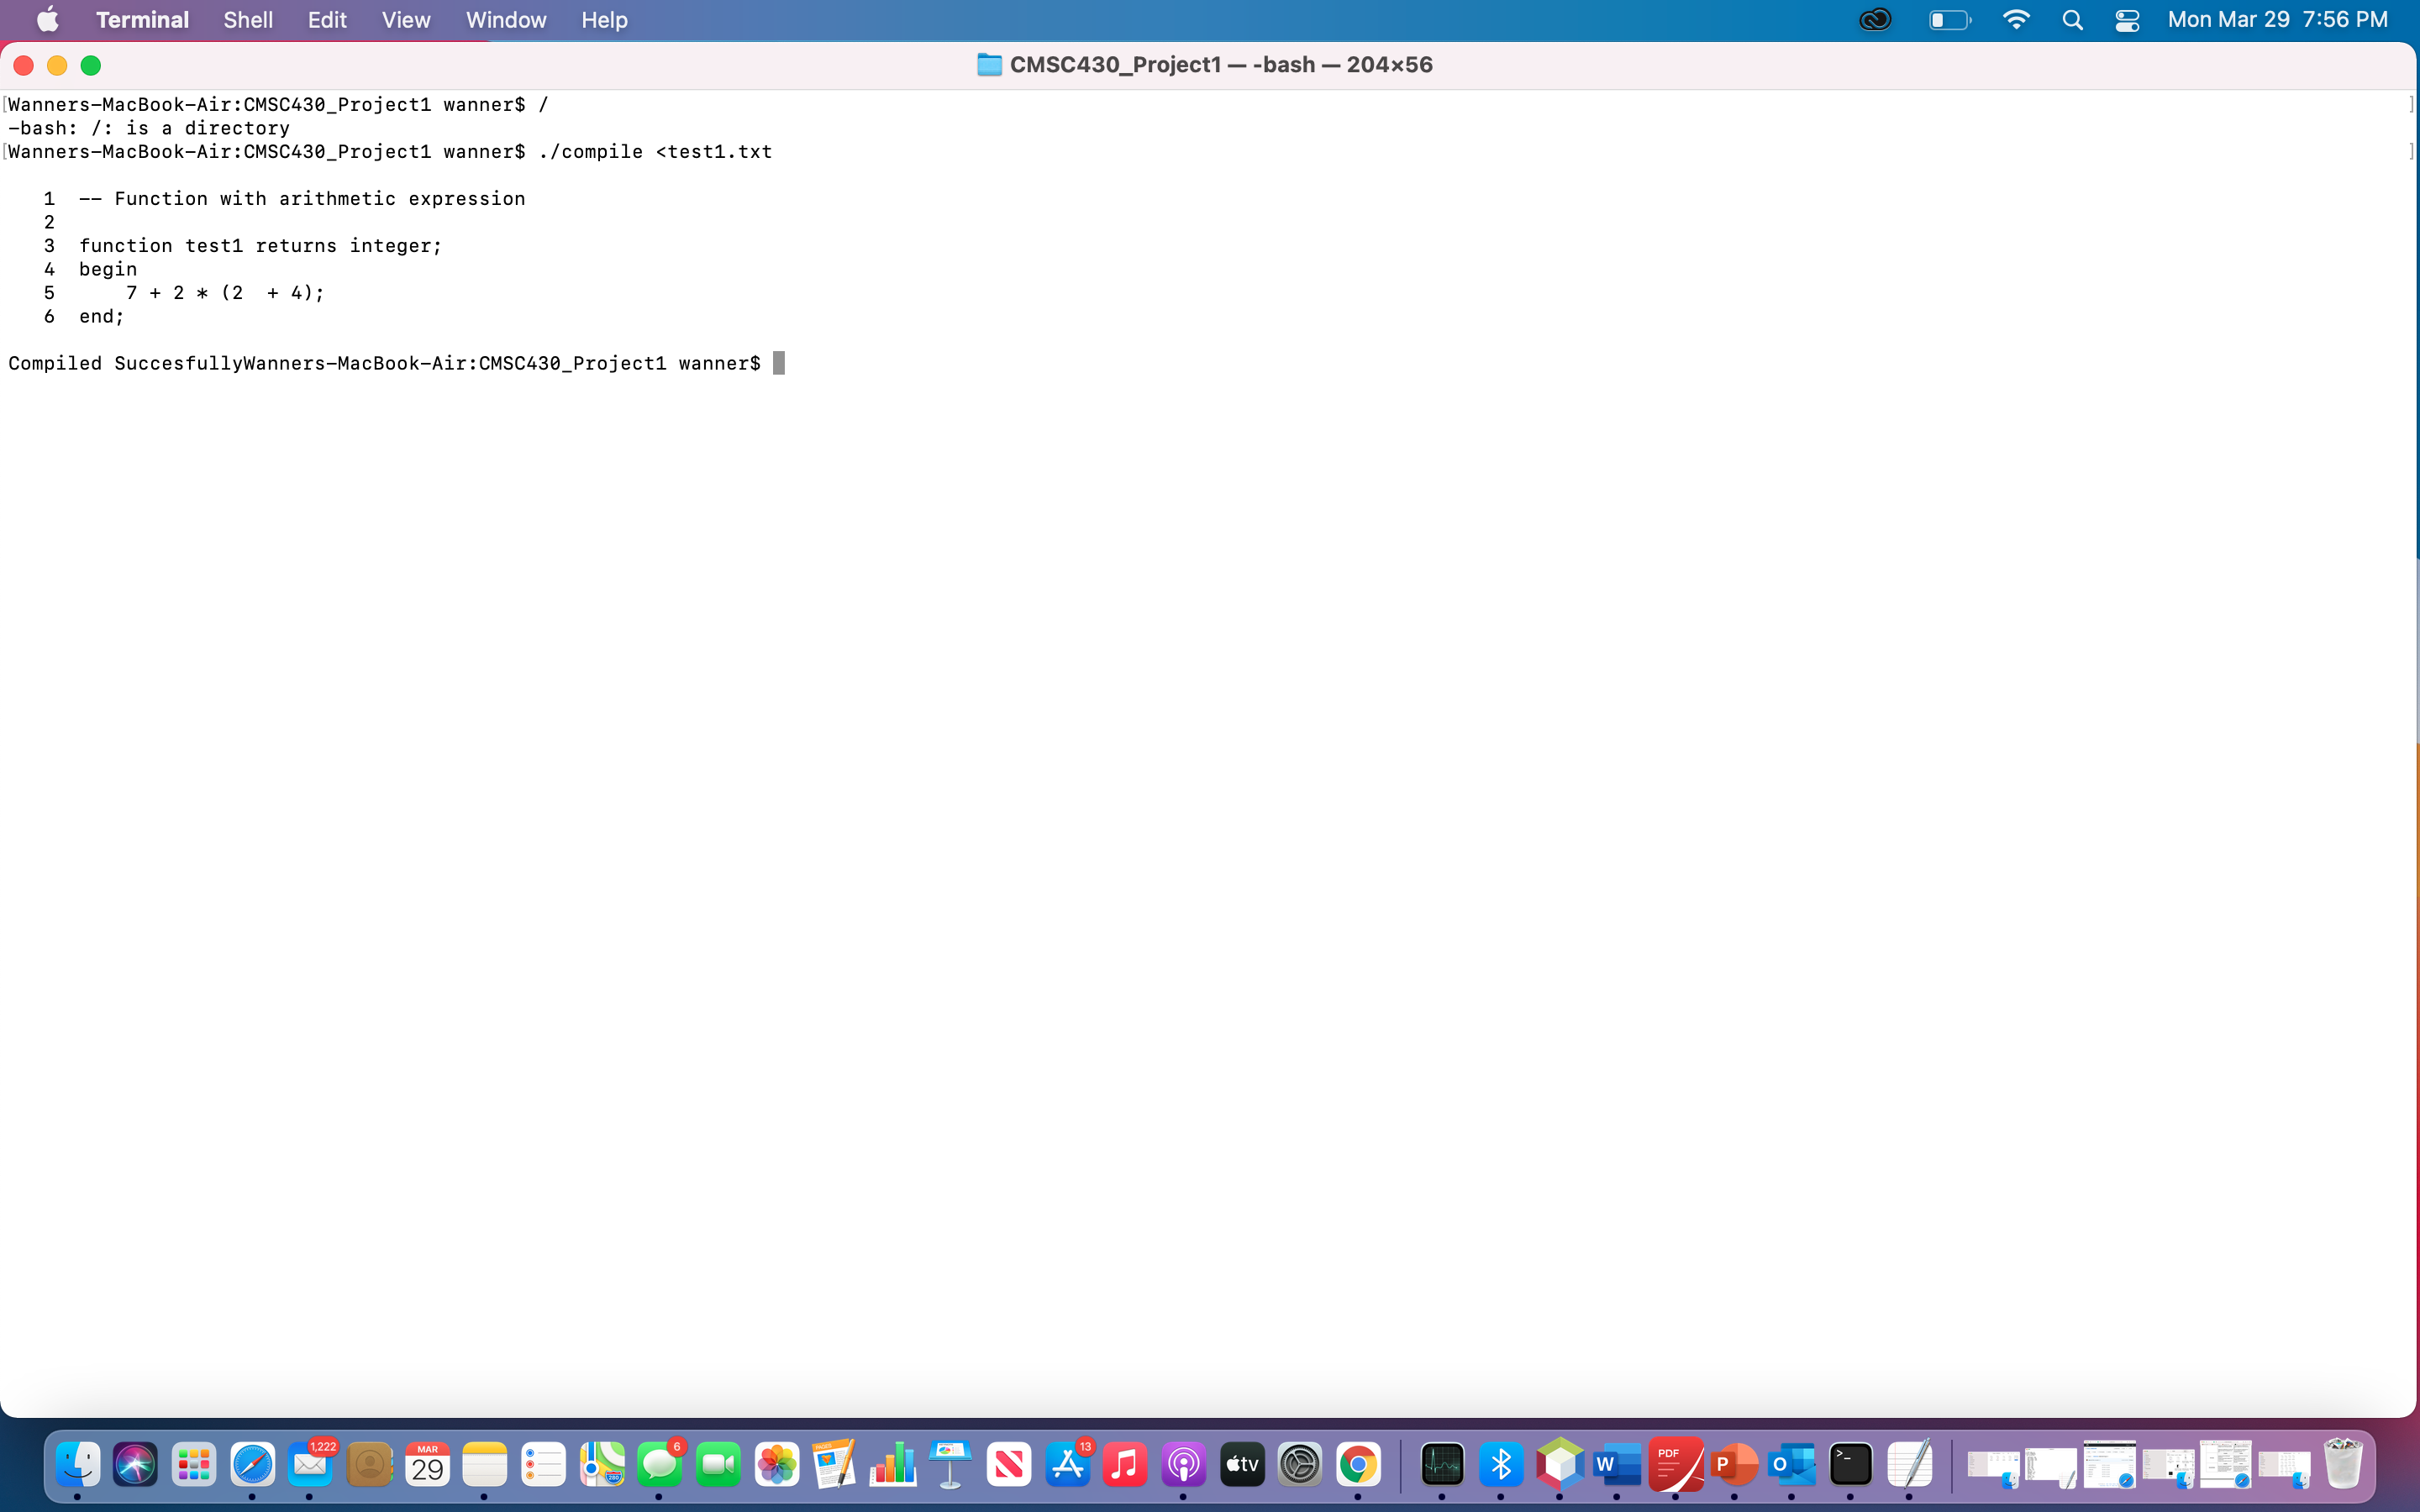 Terminal Shell Edit View Window Help Mon Mar 29 7:56 PM
CMSC430_Project1 — -bash — 204×56
[Wanners-MacBook-Air:CMSC430_Project1 wanner$ / ]
-bash: /: is a directory
[Wanners-MacBook-Air:CMSC430_Project1 wanner$ ./compile <test1.txt ]
1 -- Function with arithmetic expression
2
3 function test1 returns integer;
4 begin
5 7 + 2 * (2  + 4);
6 end;
Compiled SuccesfullyWanners-MacBook-Air:CMSC430_Project1 wanner$
1,222 MAR 6 PAGES 13 PDF
29 280 tv W P O >_